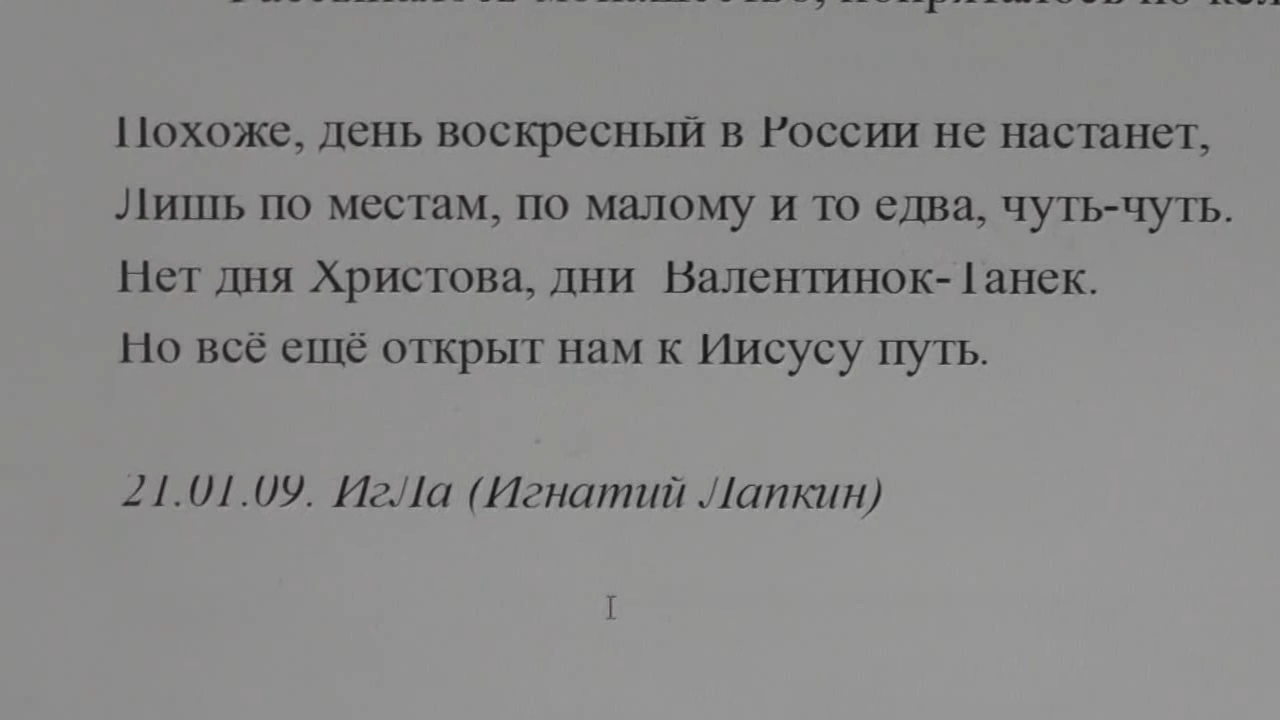 Похоже, день воскресный в России не настанет,
Лишь по местам, по малому и то едва, чуть-чуть.
Нет дня Христова, дни Валентинок-Танек.
Но всё ещё открыт нам к Иисусу путь.
21.01.09. ИгЛа (Игнатий Лапкин)